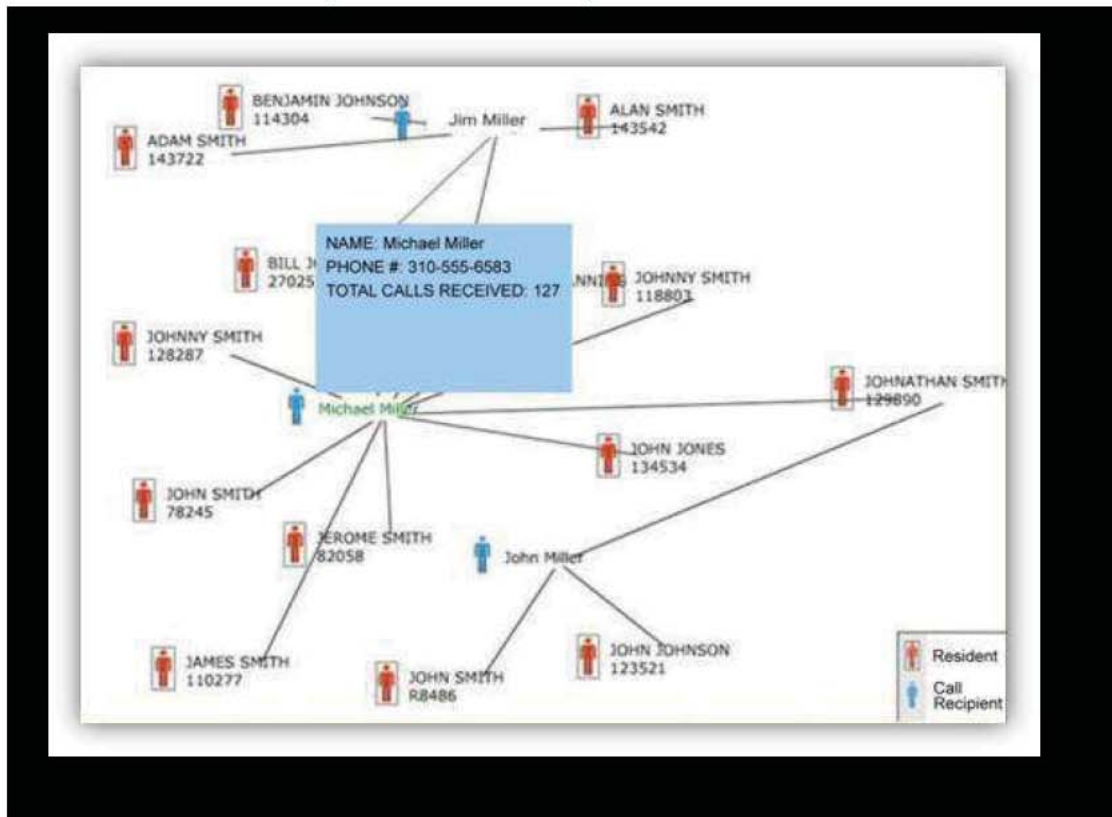 BENJAMIN JOHNSON
114304
Jim Miller
ALAN SMITH
143542
ADAM SMITH
143722
NAME: Michael Miller
PHONE #: 310-555-6583
TOTAL CALLS RECEIVED: 127
BILL
27025
JOHNNY SMITH
118803
JOHNNY SMITH
128287
JOHNATHAN SMITH
129890
Michael Miller
JOHN JONES
134534
JOHN SMITH
78245
JEROME SMITH
82058
John Miller
JAMES SMITH
110277
JOHN SMITH
R8486
JOHN JOHNSON
123521
Resident
Call
Recipient